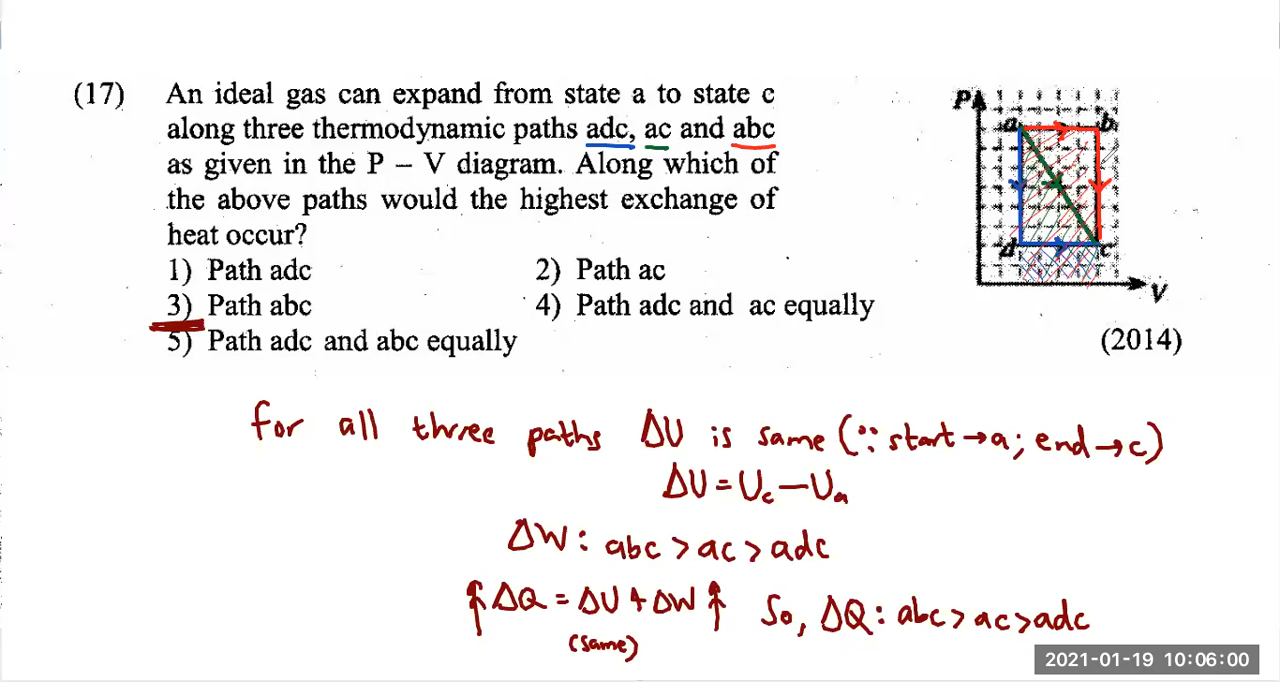 (17) An ideal gas can expand from state a to state c
along three thermodynamic paths adc, ac and abc
as given in the P – V diagram. Along which of
the above paths would the highest exchange of
heat occur?
1) Path adc 2) Path ac
3) Path abc 4) Path adc and ac equally
5) Path adc and abc equally
(2014)
P
a b
d c
V
for all three paths ΔU is same (∵ start→a; end→c)
ΔU = Uc – Ua
ΔW: abc > ac > adc
↑ΔQ = ΔU + ΔW↑ So, ΔQ: abc > ac > adc
(same)
2021-01-19 10:06:00